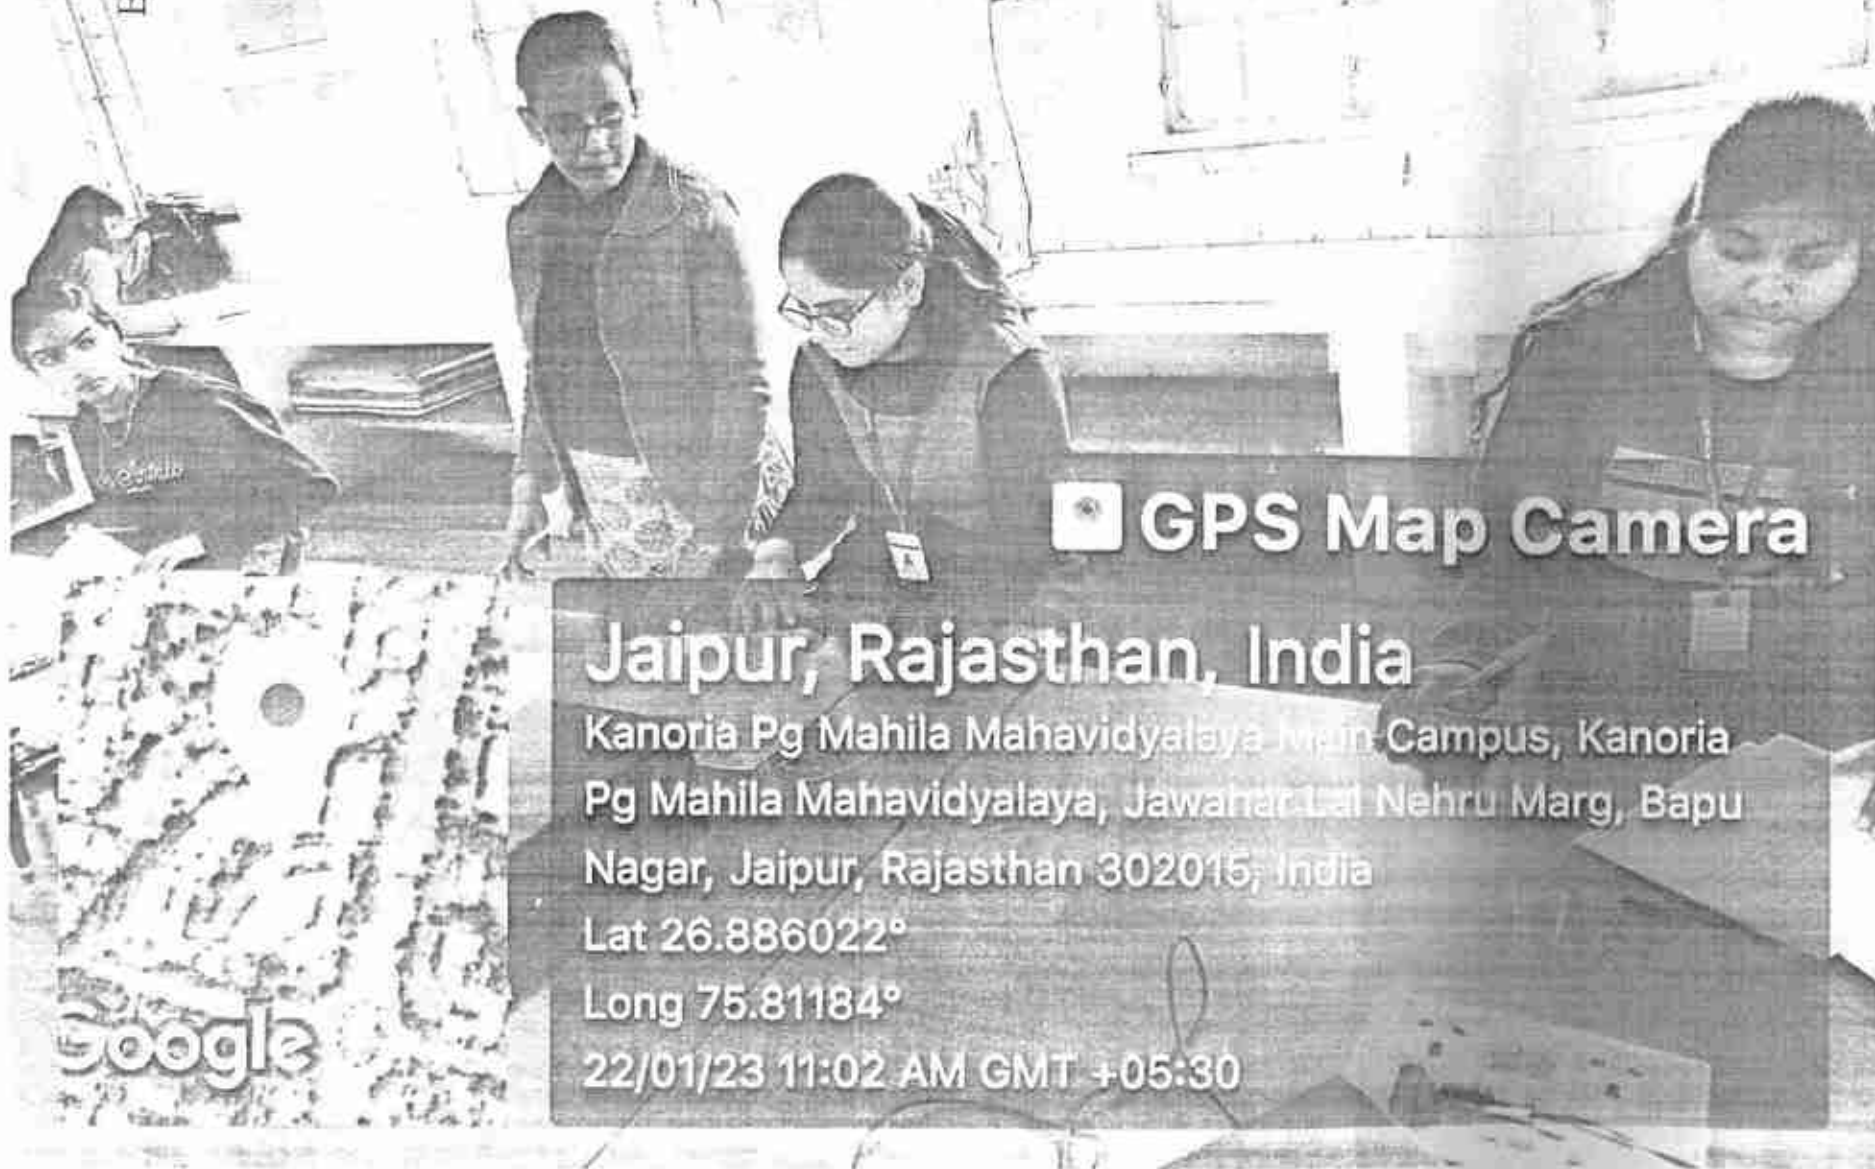 GPS Map Camera
Jaipur, Rajasthan, India
Kanoria Pg Mahila Mahavidyalaya Main Campus, Kanoria
Pg Mahila Mahavidyalaya, Jawahar Lal Nehru Marg, Bapu
Nagar, Jaipur, Rajasthan 302015, India
Lat 26.886022°
Long 75.81184°
22/01/23 11:02 AM GMT +05:30
Google